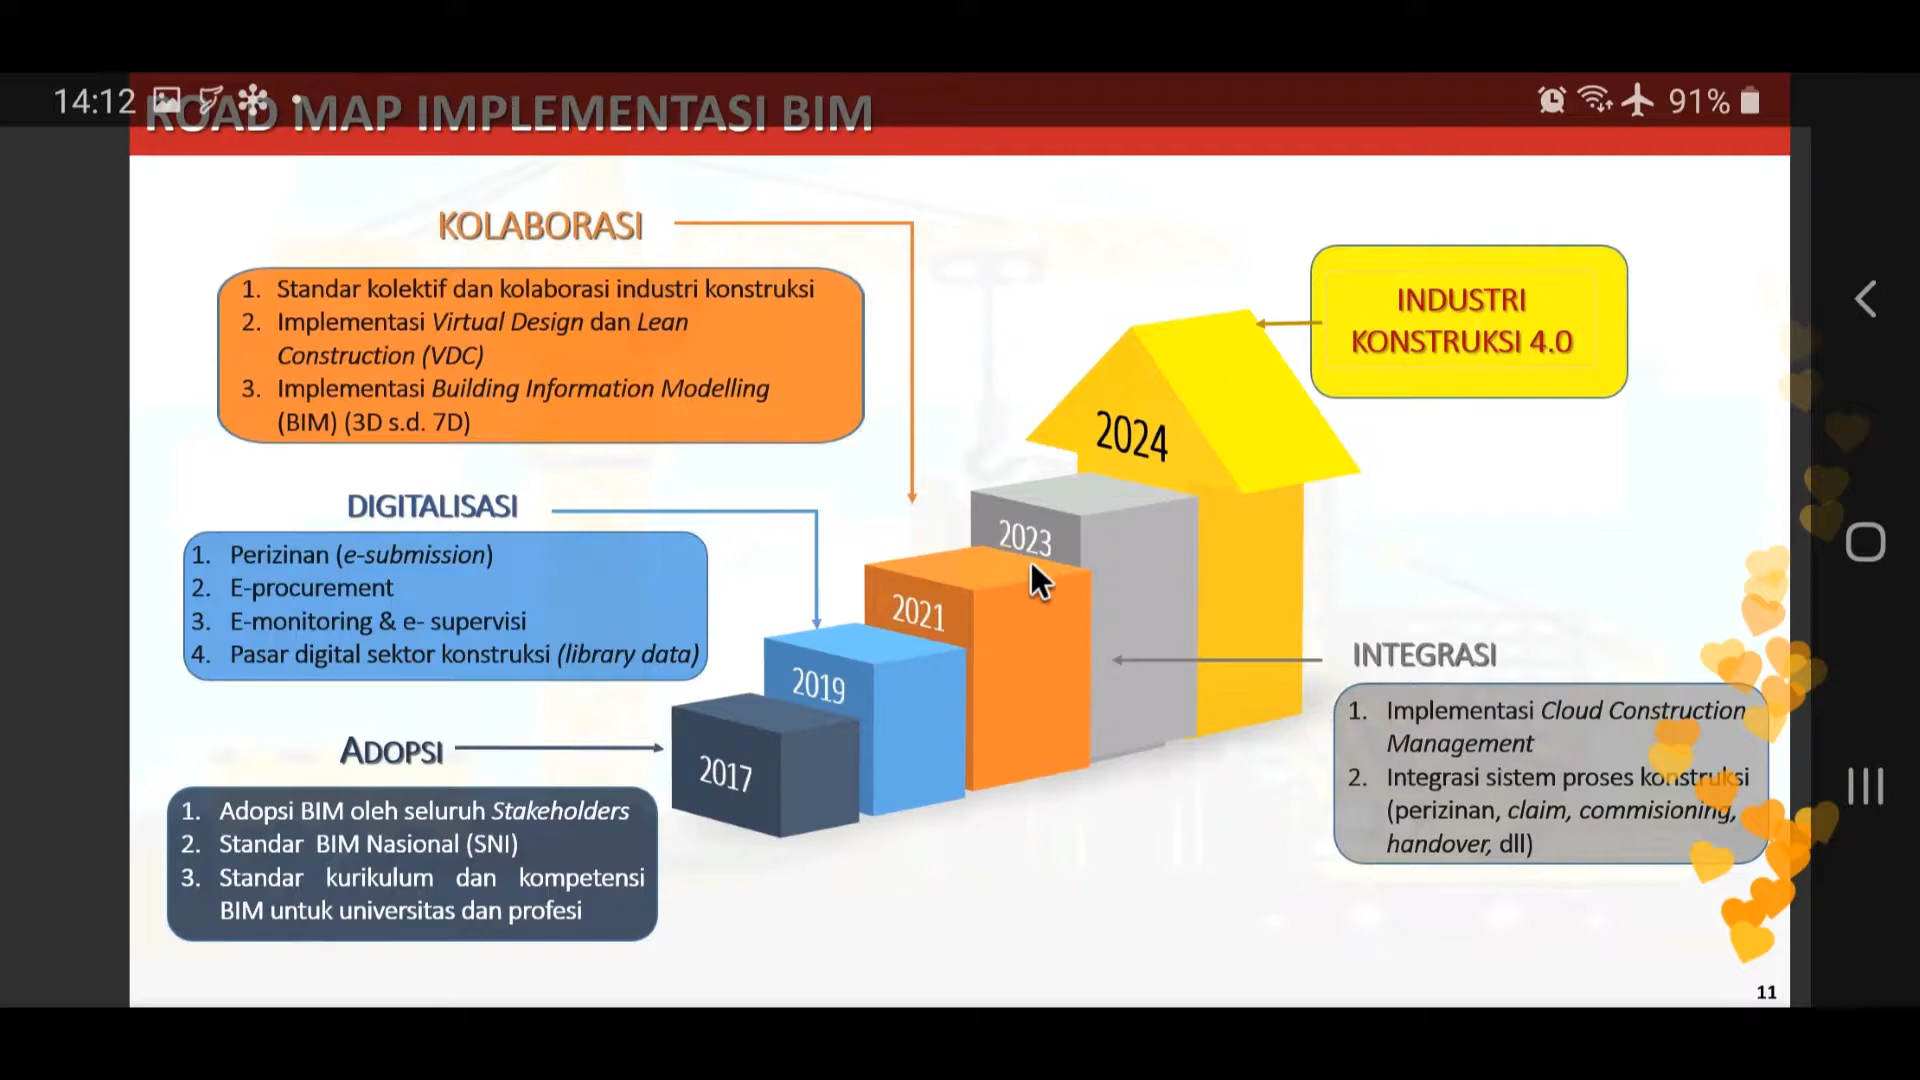 14:12
91%
ROAD MAP IMPLEMENTASI BIM
KOLABORASI
1. Standar kolektif dan kolaborasi industri konstruksi
2. Implementasi Virtual Design dan Lean
Construction (VDC)
3. Implementasi Building Information Modelling
(BIM) (3D s.d. 7D)
INDUSTRI
KONSTRUKSI 4.0
2024
2023
2021
2019
2017
DIGITALISASI
1. Perizinan (e-submission)
2. E-procurement
3. E-monitoring & e- supervisi
4. Pasar digital sektor konstruksi (library data)
INTEGRASI
1. Implementasi Cloud Construction
Management
2. Integrasi sistem proses konstruksi
(perizinan, claim, commisioning,
handover, dll)
ADOPSI
1. Adopsi BIM oleh seluruh Stakeholders
2. Standar BIM Nasional (SNI)
3. Standar kurikulum dan kompetensi
BIM untuk universitas dan profesi
11